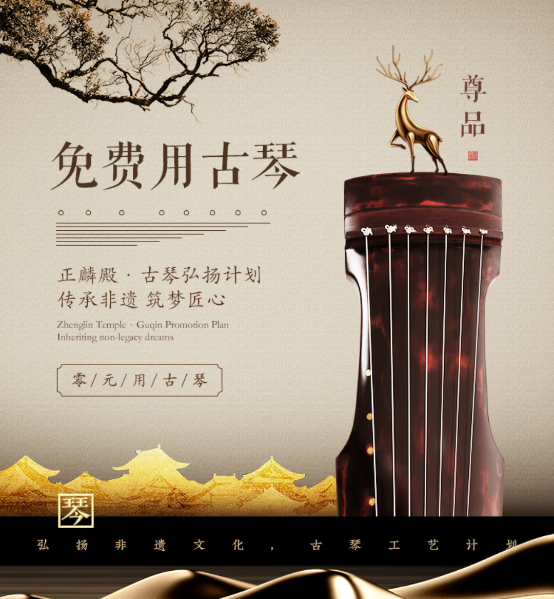 尊品
免费用古琴
正麟殿·古琴弘扬计划
传承非遗 筑梦匠心
Zhenglin Temple · Guqin Promotion Plan
Inheriting non-legacy dreams
零/元/用/古/琴
琴
弘扬非遗文化,古琴工艺计划